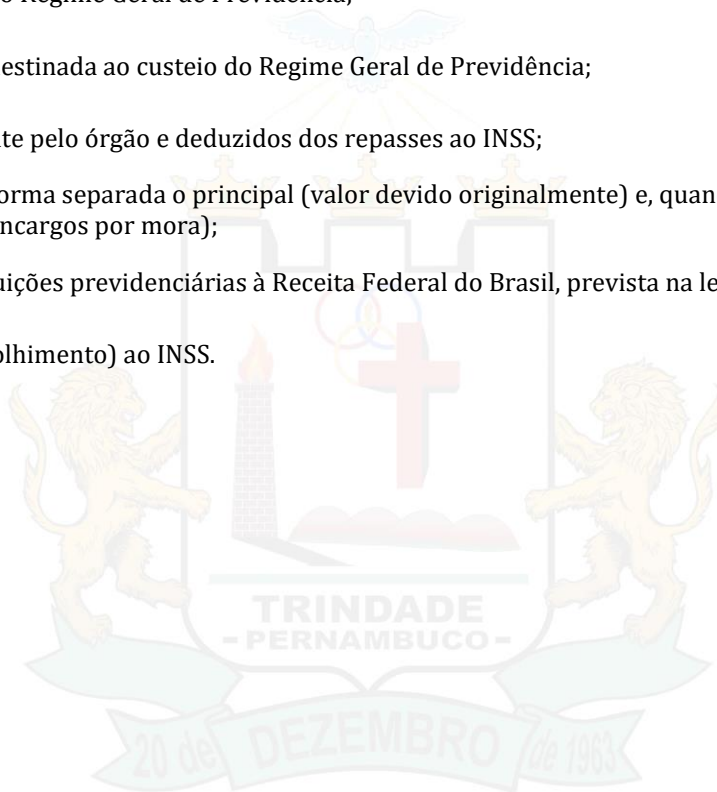 o Regime Geral de Previdência;
estinada ao custeio do Regime Geral de Previdência;
te pelo órgão e deduzidos dos repasses ao INSS;
orma separada o principal (valor devido originalmente) e, quan
ncargos por mora);
uições previdenciárias à Receita Federal do Brasil, prevista na le
olhimento) ao INSS.
TRINDADE
- PERNAMBUCO -
20 de DEZEMBRO de 1963